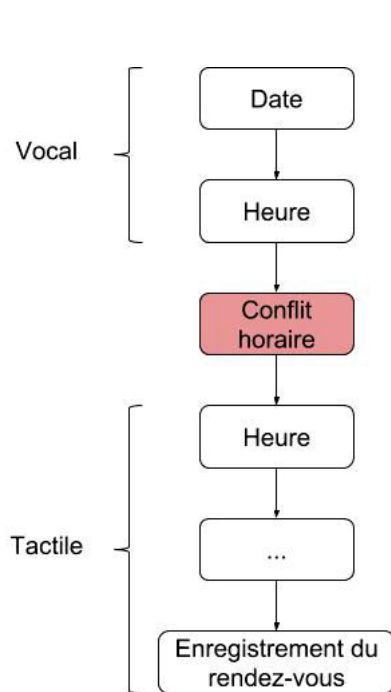 Date
Vocal
Heure
Conflit
horaire
Heure
...
Tactile
Enregistrement du
rendez-vous